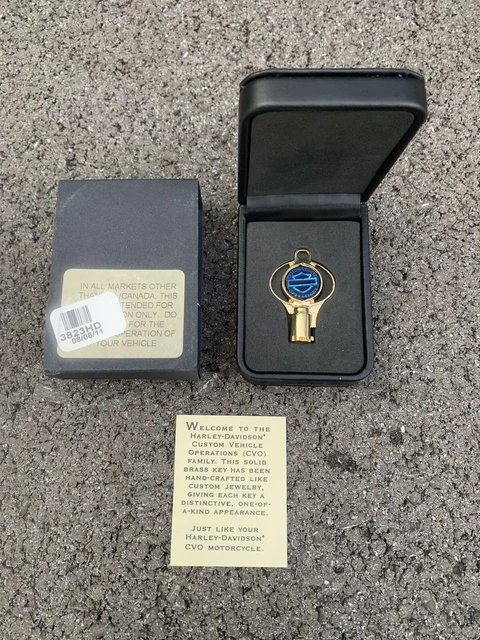 IN ALL MARKETS OTHER
THAN /CANADA, THIS
TENDED FOR
ON ONLY. DO
FOR THE
OPERATION OF
YOUR VEHICLE
3823HD
08/08/11
WELCOME TO THE
HARLEY-DAVIDSON®
CUSTOM VEHICLE
OPERATIONS (CVO)
FAMILY. THIS SOLID
BRASS KEY HAS BEEN
HAND-CRAFTED LIKE
CUSTOM JEWELRY,
GIVING EACH KEY A
DISTINCTIVE, ONE-OF-
A-KIND APPEARANCE.
JUST LIKE YOUR
HARLEY-DAVIDSON®
CVO MOTORCYCLE.